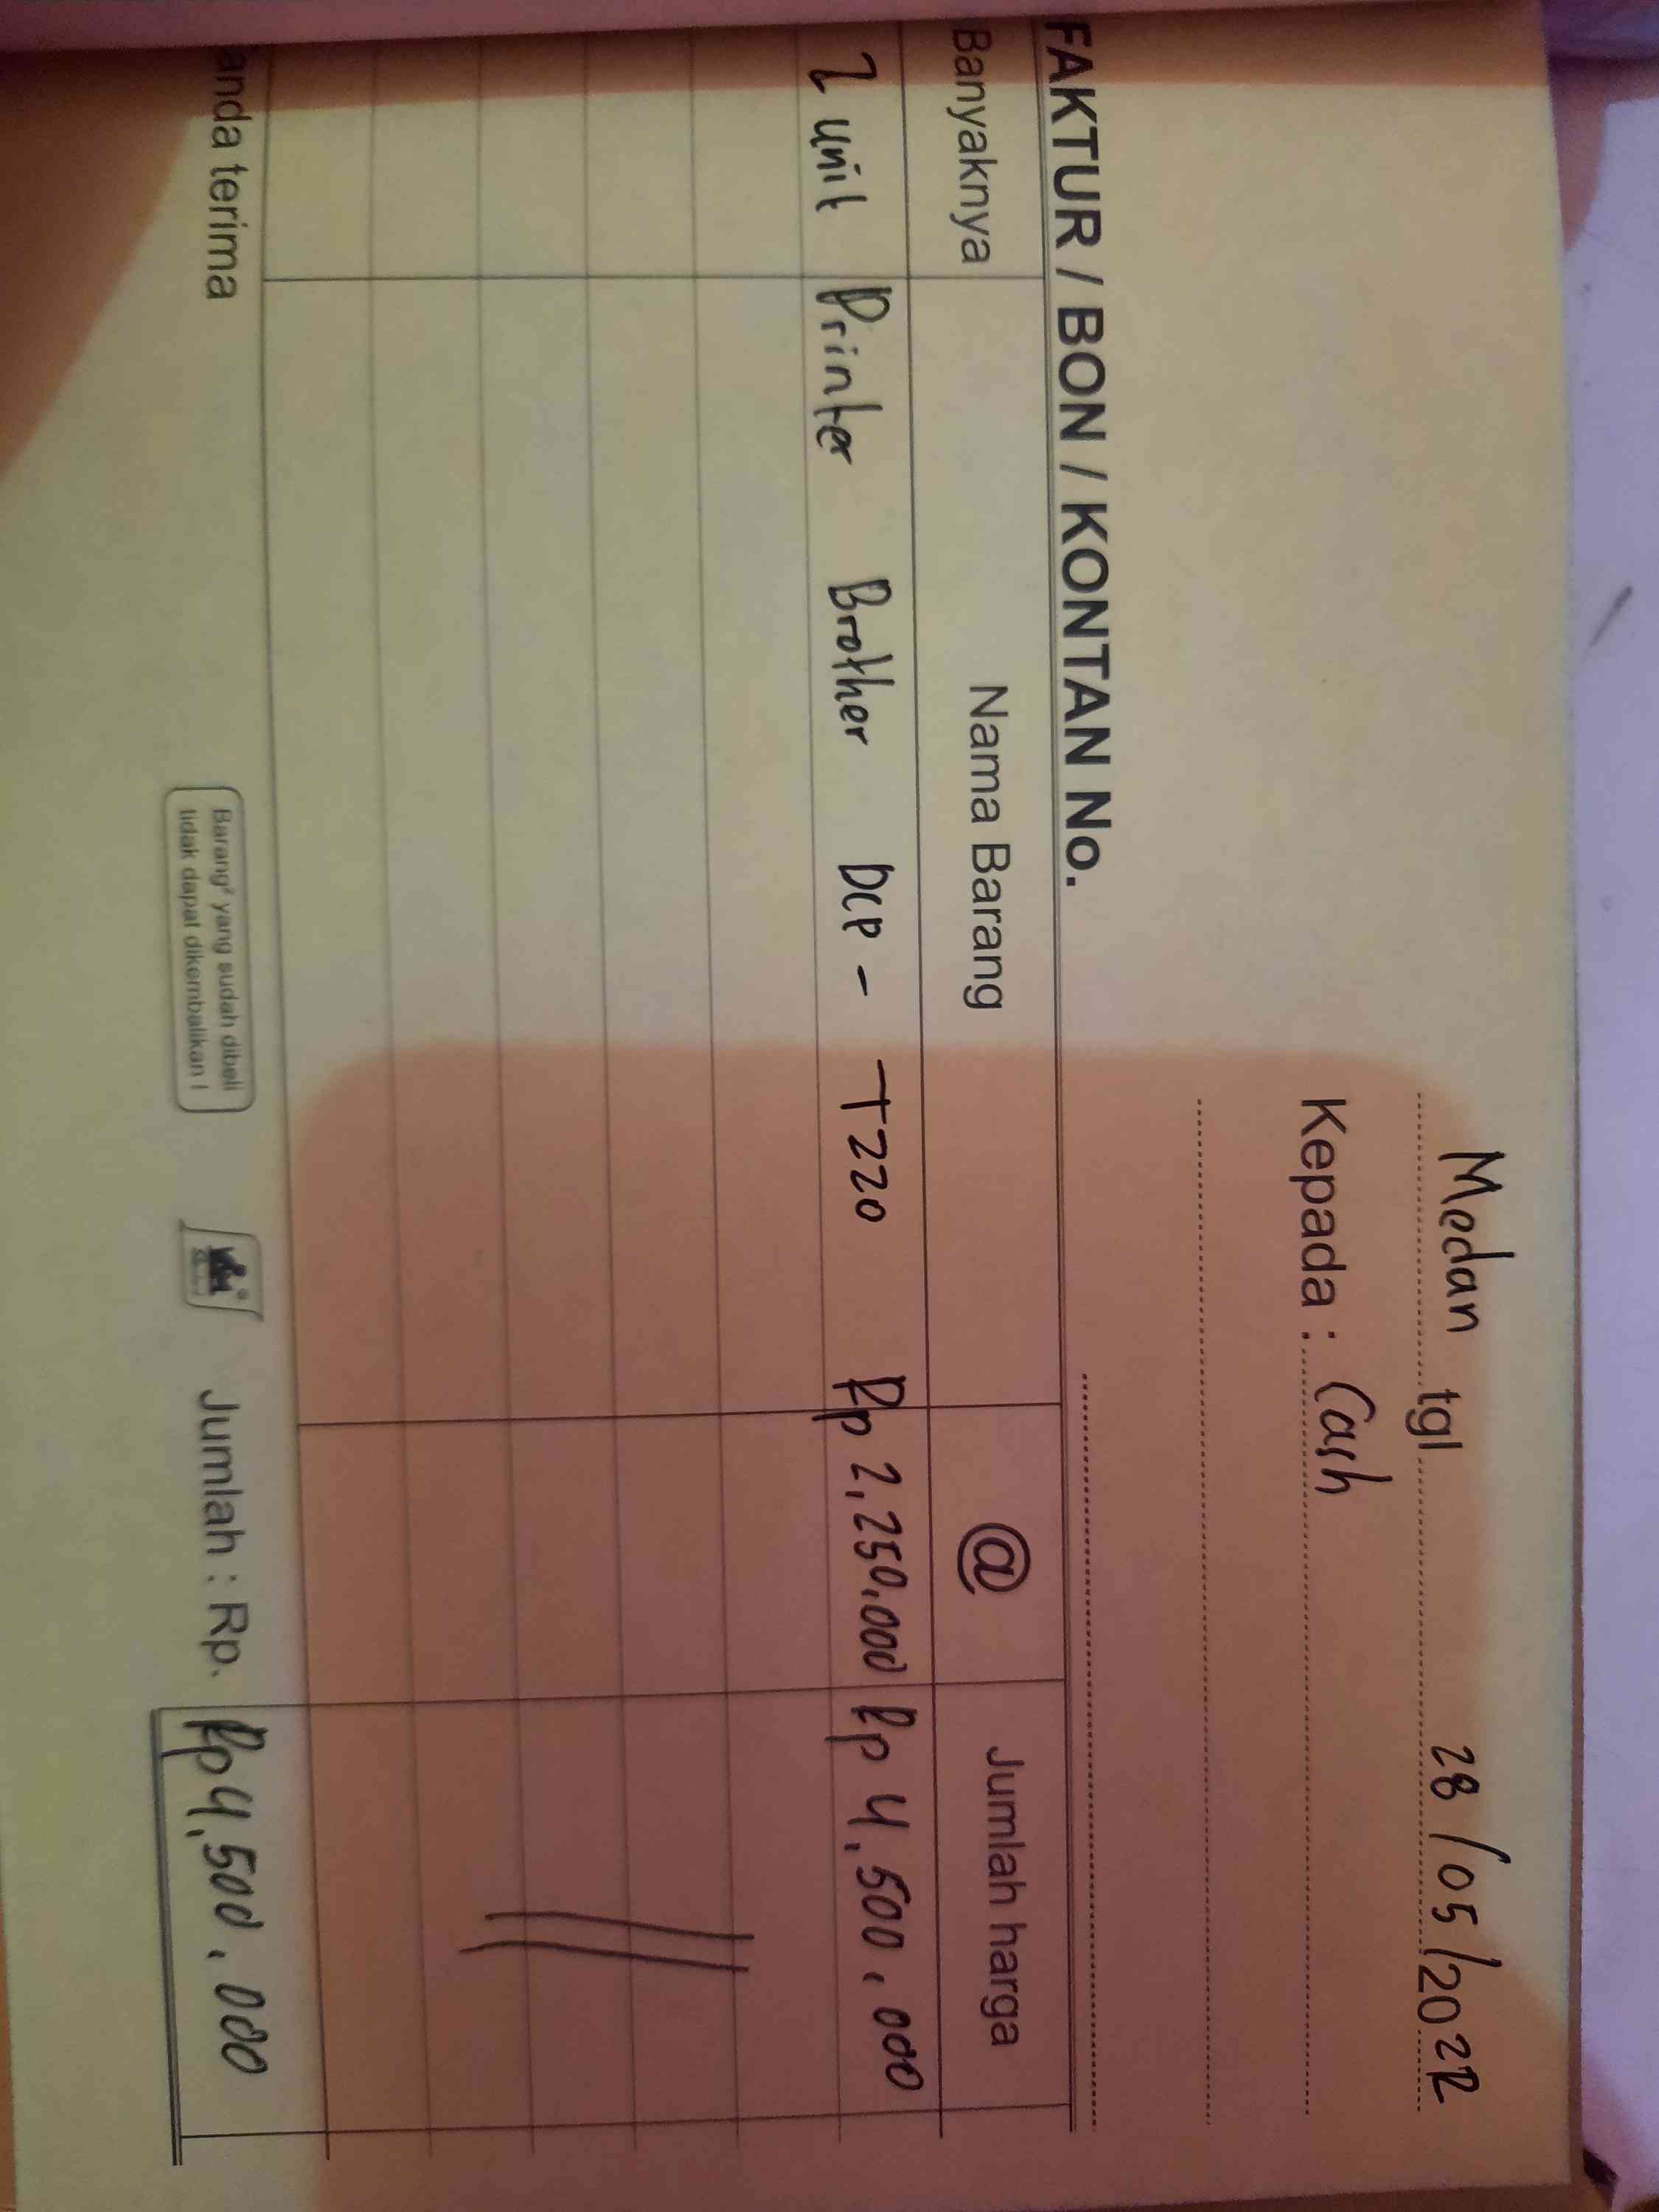 Medan tgl 28/05/2022
Kepada : Cash
FAKTUR / BON / KONTAN No.
Banyaknya Nama Barang @ Jumlah harga
2 unit Printer Brother DCP - T220 Rp 2,250.000 Rp 4,500.000
anda terima
Barang² yang sudah dibeli
tidak dapat dikembalikan !
Jumlah : Rp. Rp 4,500.000